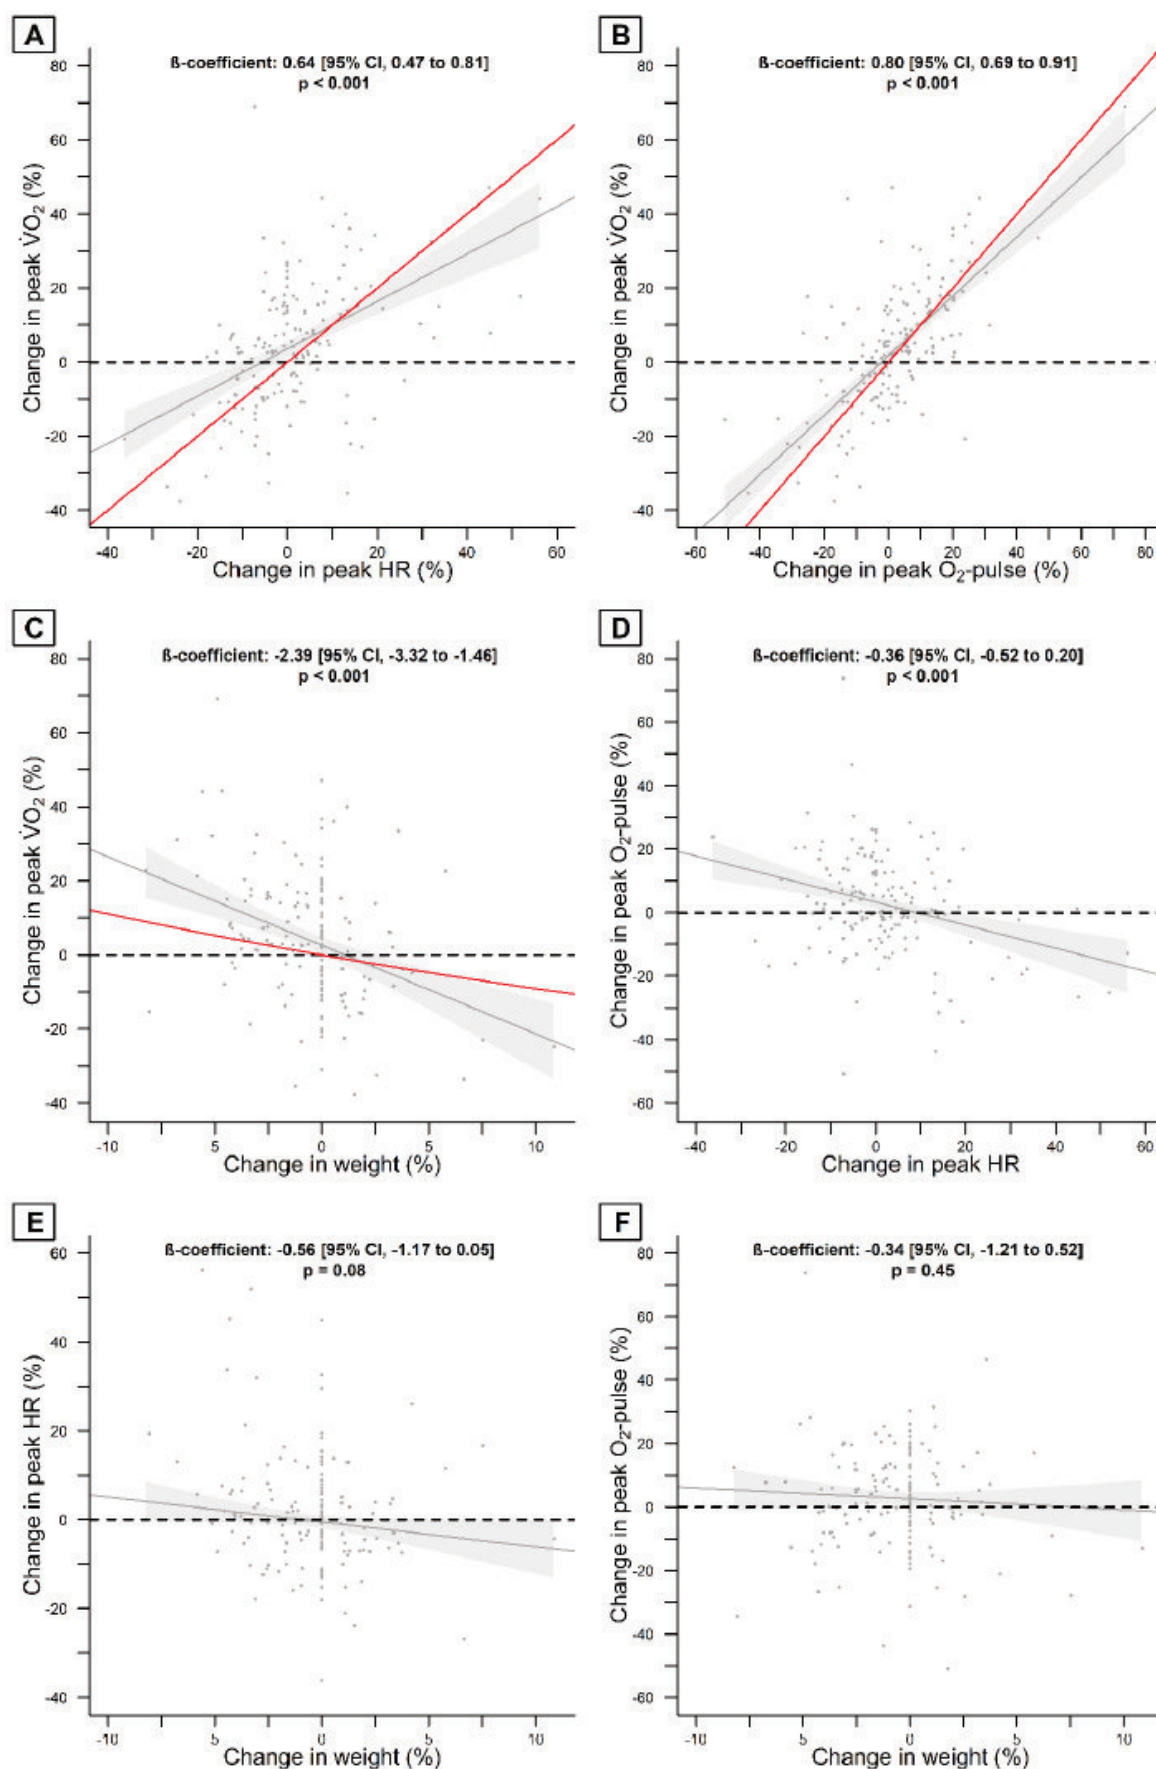 A
ß-coefficient: 0.64 [95% CI, 0.47 to 0.81]
p < 0.001
Change in peak V̇O₂ (%)
80
60
40
20
0
-20
-40
-40 -20 0 20 40 60
Change in peak HR (%)
B
ß-coefficient: 0.80 [95% CI, 0.69 to 0.91]
p < 0.001
Change in peak V̇O₂ (%)
80
60
40
20
0
-20
-40
-60 -40 -20 0 20 40 60 80
Change in peak O₂-pulse (%)
C
ß-coefficient: -2.39 [95% CI, -3.32 to -1.46]
p < 0.001
Change in peak V̇O₂ (%)
80
60
40
20
0
-20
-40
-10 5 0 5 10
Change in weight (%)
D
ß-coefficient: -0.36 [95% CI, -0.52 to 0.20]
p < 0.001
Change in peak O₂-pulse (%)
80
60
40
20
0
-20
-40
-60
-40 -20 0 20 40 60
Change in peak HR
E
ß-coefficient: -0.56 [95% CI, -1.17 to 0.05]
p = 0.08
Change in peak HR (%)
60
40
20
0
-20
-40
-10 5 0 5 10
Change in weight (%)
F
ß-coefficient: -0.34 [95% CI, -1.21 to 0.52]
p = 0.45
Change in peak O₂-pulse (%)
80
60
40
20
0
-20
-40
-60
-10 5 0 5 10
Change in weight (%)